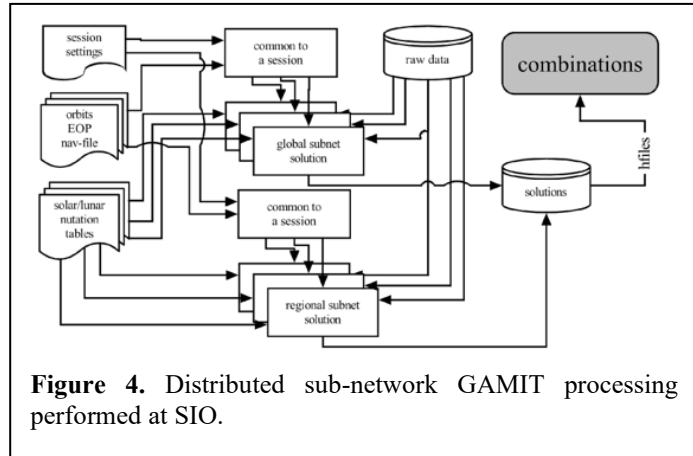 session
settings
common to
a session
raw data
combinations
orbits
EOP
nav-file
global subnet
solution
hfiles
solar/lunar
nutation
tables
common to
a session
solutions
regional subnet
solution
Figure 4. Distributed sub-network GAMIT processing
performed at SIO.